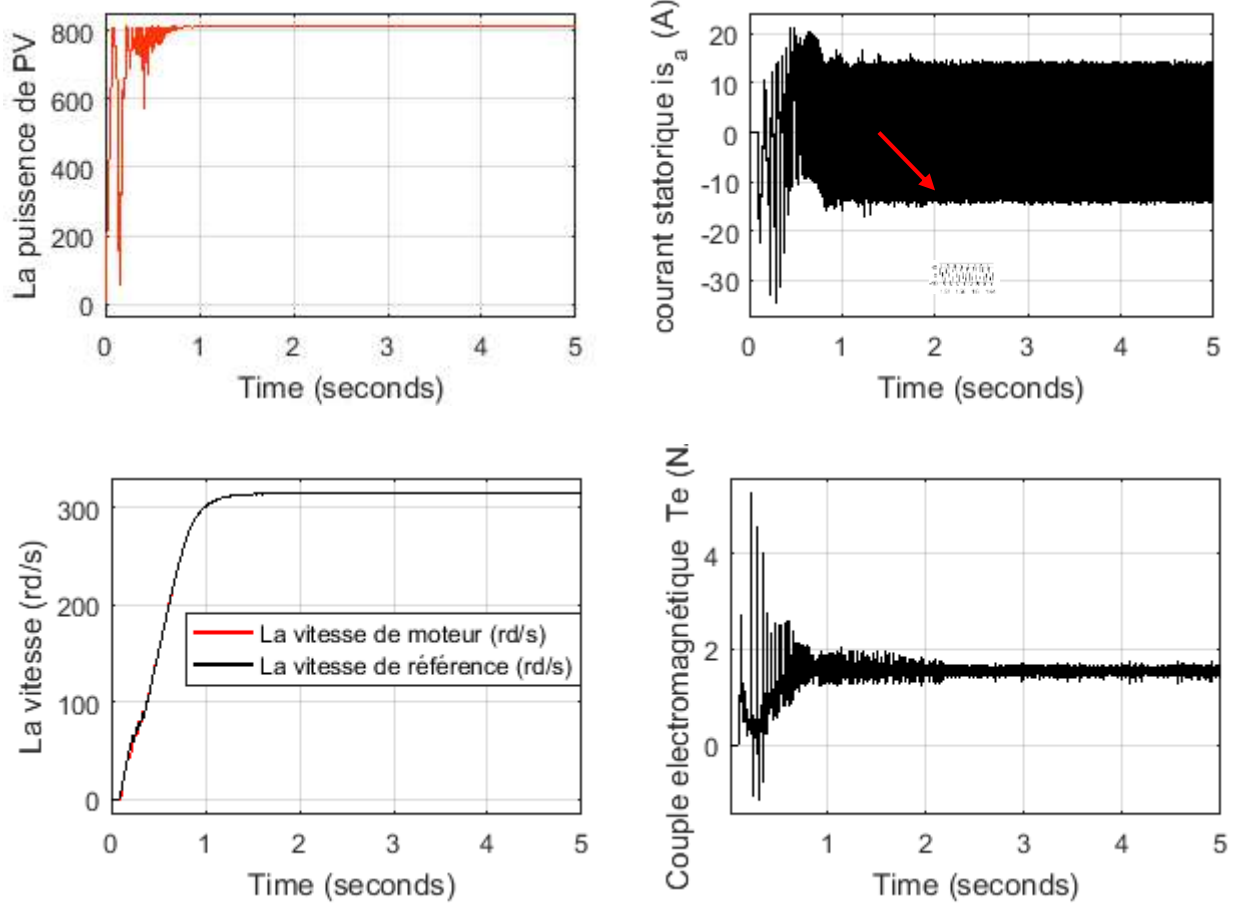 La puissence de PV
800
600
400
200
0
0 1 2 3 4 5
Time (seconds)
courant statorique is a (A)
20
10
0
-10
-20
-30
0 1 2 3 4 5
Time (seconds)
La vitesse (rd/s)
300
200
100
0
La vitesse de moteur (rd/s)
La vitesse de référence (rd/s)
0 1 2 3 4 5
Time (seconds)
Couple electromagnétique Te (N.
4
2
0
1 2 3 4 5
Time (seconds)